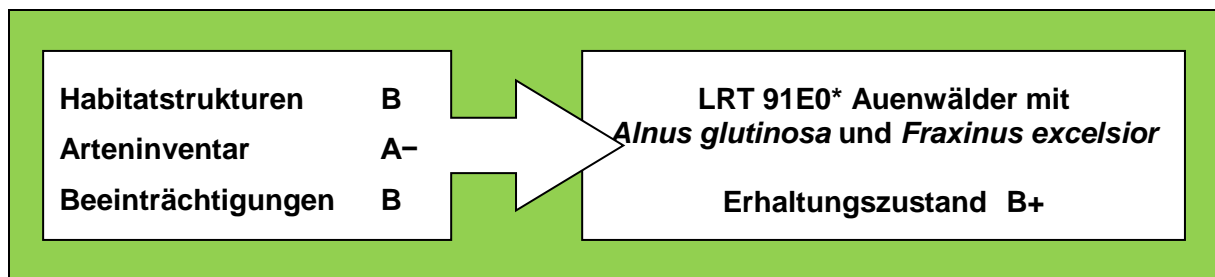 Habitatstrukturen B
Arteninventar A−
Beeinträchtigungen B
LRT 91E0* Auenwälder mit
Alnus glutinosa und Fraxinus excelsior
Erhaltungszustand B+